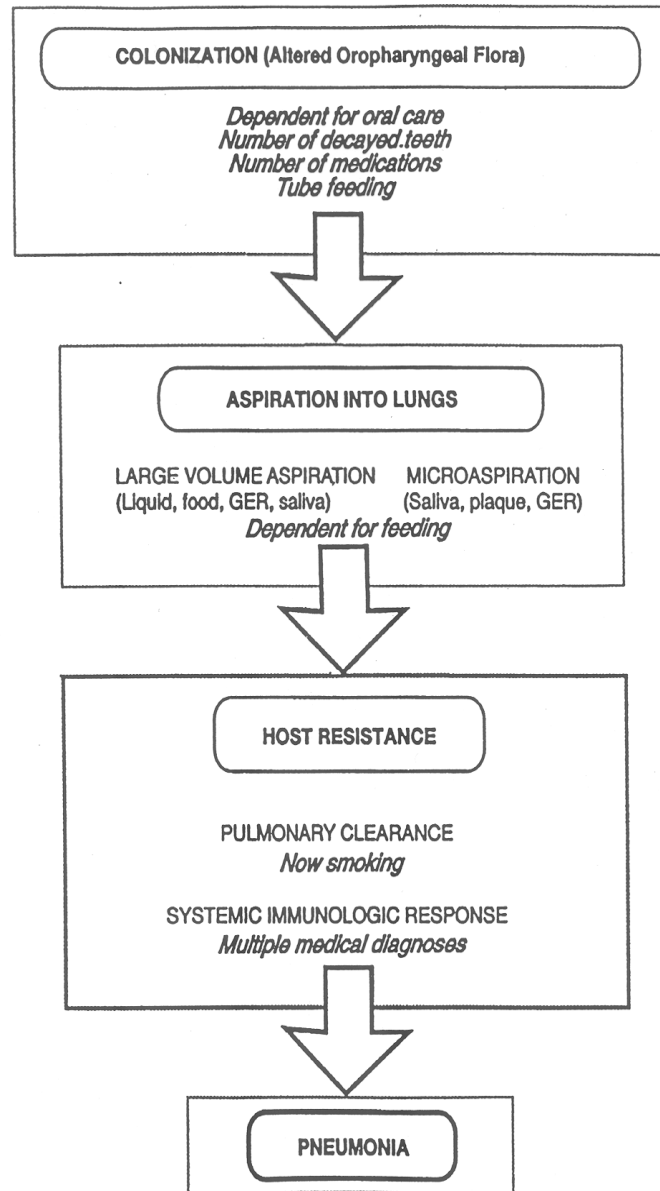 COLONIZATION (Altered Oropharyngeal Flora)
Dependent for oral care
Number of decayed.teeth
Number of medications
Tube feeding
ASPIRATION INTO LUNGS
LARGE VOLUME ASPIRATION MICROASPIRATION
(Liquid, food, GER, saliva) (Saliva, plaque, GER)
Dependent for feeding
HOST RESISTANCE
PULMONARY CLEARANCE
Now smoking
SYSTEMIC IMMUNOLOGIC RESPONSE
Multiple medical diagnoses
PNEUMONIA